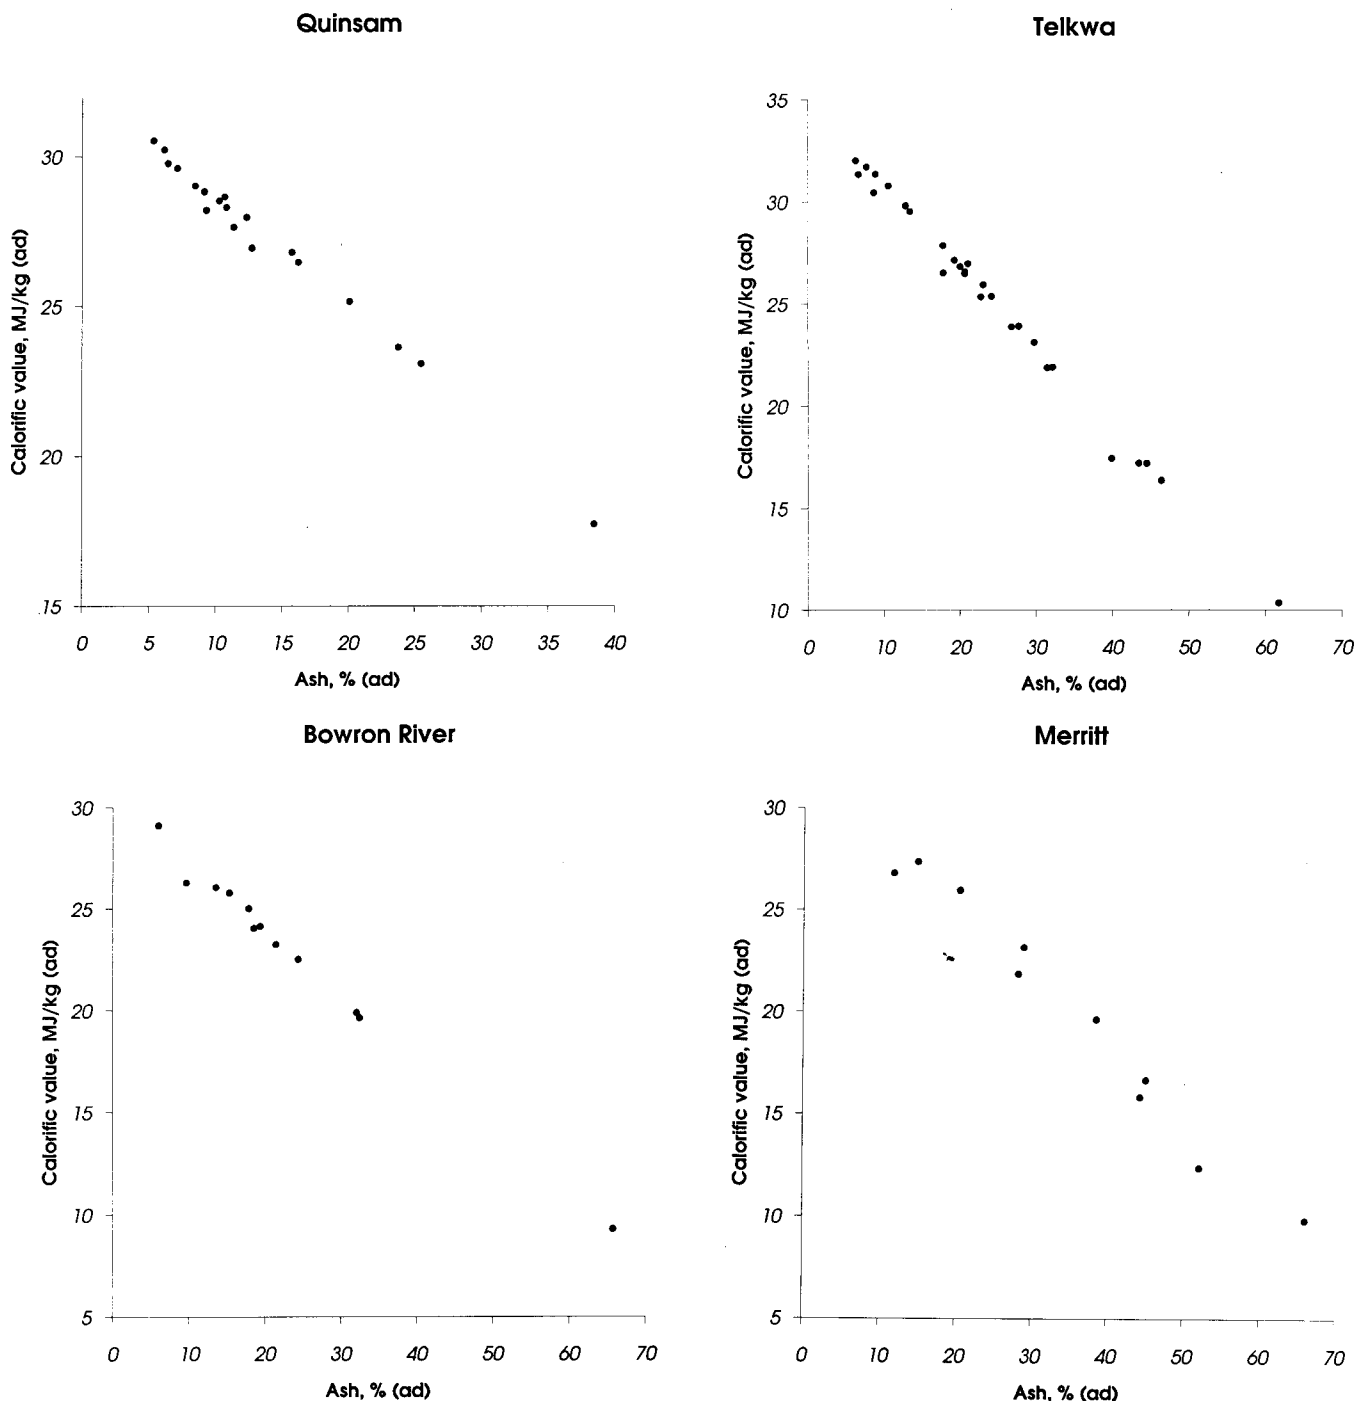 Quinsam
Calorific value, MJ/kg (ad)
30
25
20
15
0 5 10 15 20 25 30 35 40
Ash, % (ad)
Telkwa
Calorific value, MJ/kg (ad)
35
30
25
20
15
10
0 10 20 30 40 50 60 70
Ash, % (ad)
Bowron River
Calorific value, MJ/kg (ad)
30
25
20
15
10
5
0 10 20 30 40 50 60 70
Ash, % (ad)
Merritt
Calorific value, MJ/kg (ad)
30
25
20
15
10
5
0 10 20 30 40 50 60 70
Ash, % (ad)